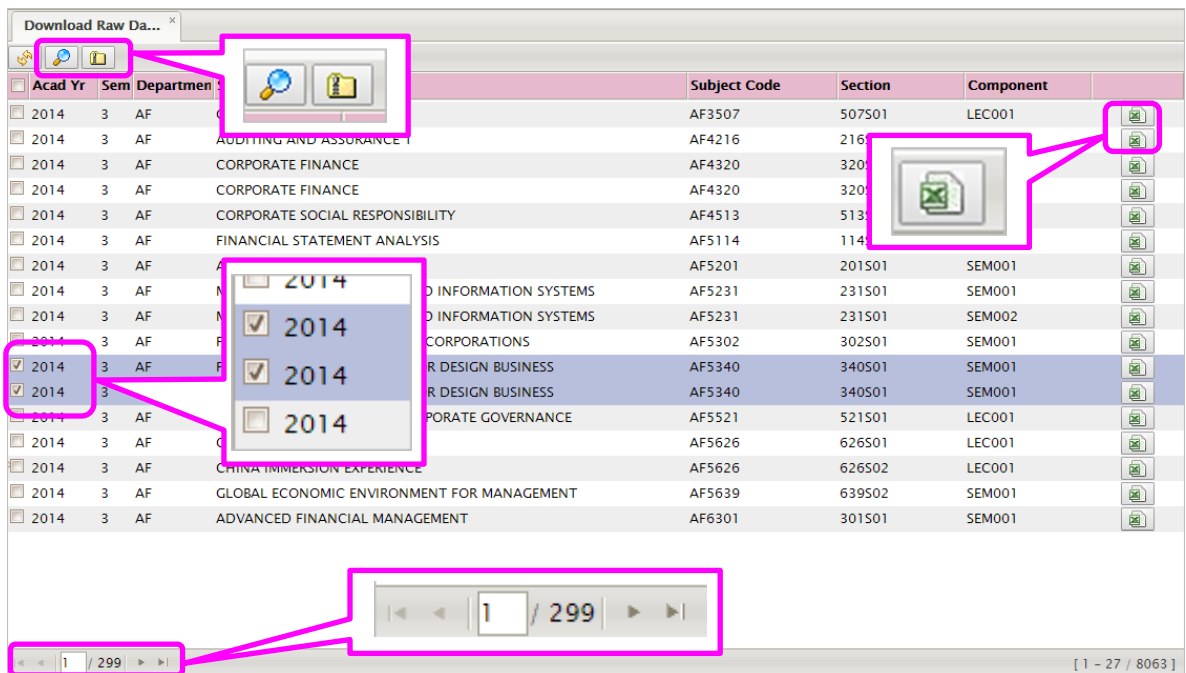 Download Raw Da... ×
Acad Yr Sem Departmen Subject Code Section Component
2014 3 AF AF3507 507S01 LEC001
2014 3 AF AUDITING AND ASSURANCE 1 AF4216
2014 3 AF CORPORATE FINANCE AF4320
2014 3 AF CORPORATE FINANCE AF4320
2014 3 AF CORPORATE SOCIAL RESPONSIBILITY AF4513
2014 3 AF FINANCIAL STATEMENT ANALYSIS AF5114
2014 3 AF AF5201 201S01 SEM001
2014
2014 3 AF INFORMATION SYSTEMS AF5231 231S01 SEM001
2014 3 AF INFORMATION SYSTEMS AF5231 231S01 SEM002
2014
2014 3 AF CORPORATIONS AF5302 302S01 SEM001
2014 3 AF DESIGN BUSINESS AF5340 340S01 SEM001
2014
2014 3 DESIGN BUSINESS AF5340 340S01 SEM001
2014 3 AF GOVERNANCE AF5521 521S01 LEC001
2014
2014 3 AF AF5626 626S01 LEC001
2014 3 AF CHINA IMMERSION EXPERIENCE AF5626 626S02 LEC001
2014 3 AF GLOBAL ECONOMIC ENVIRONMENT FOR MANAGEMENT AF5639 639S02 SEM001
2014 3 AF ADVANCED FINANCIAL MANAGEMENT AF6301 301S01 SEM001
1 / 299
1 / 299 [ 1 - 27 / 8063 ]